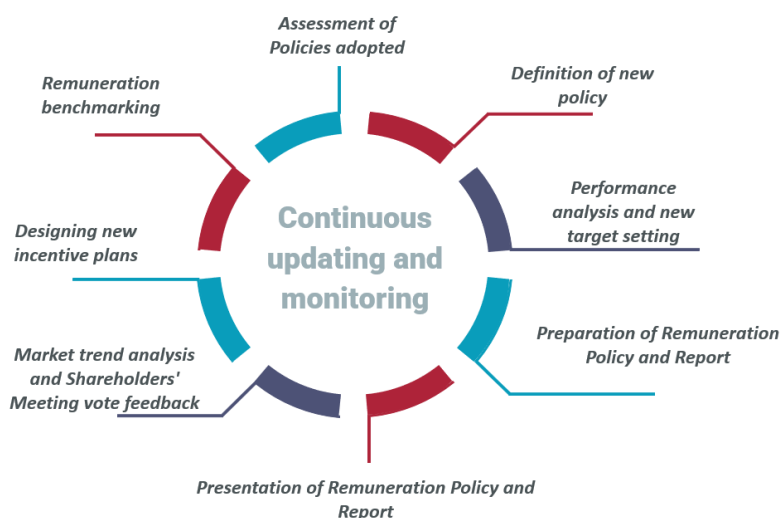 Assessment of
Policies adopted
Definition of new
policy
Remuneration
benchmarking
Performance
analysis and new
target setting
Continuous
updating and
monitoring
Designing new
incentive plans
Preparation of Remuneration
Policy and Report
Market trend analysis
and Shareholders'
Meeting vote feedback
Presentation of Remuneration Policy and
Report